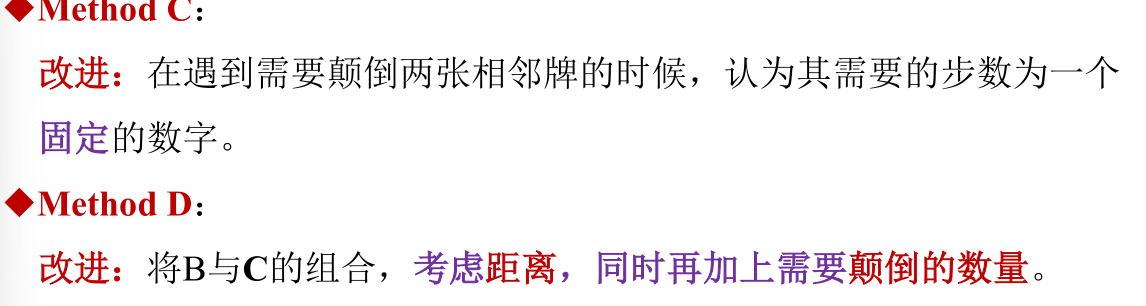 ◆Method C：
改进：在遇到需要颠倒两张相邻牌的时候，认为其需要的步数为一个
固定的数字。
◆Method D：
改进：将B与C的组合，考虑距离，同时再加上需要颠倒的数量。